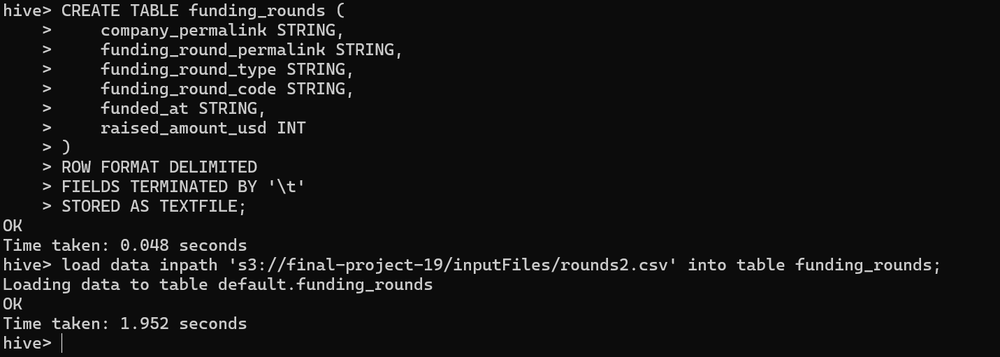 hive> CREATE TABLE funding_rounds (
    >     company_permalink STRING,
    >     funding_round_permalink STRING,
    >     funding_round_type STRING,
    >     funding_round_code STRING,
    >     funded_at STRING,
    >     raised_amount_usd INT
    > )
    > ROW FORMAT DELIMITED
    > FIELDS TERMINATED BY '\t'
    > STORED AS TEXTFILE;
OK
Time taken: 0.048 seconds
hive> load data inpath 's3://final-project-19/inputFiles/rounds2.csv' into table funding_rounds;
Loading data to table default.funding_rounds
OK
Time taken: 1.952 seconds
hive>